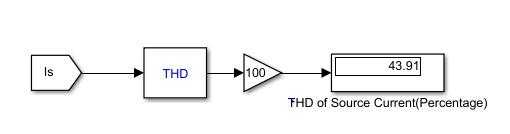 Is
THD
100
43.91
THD of Source Current(Percentage)